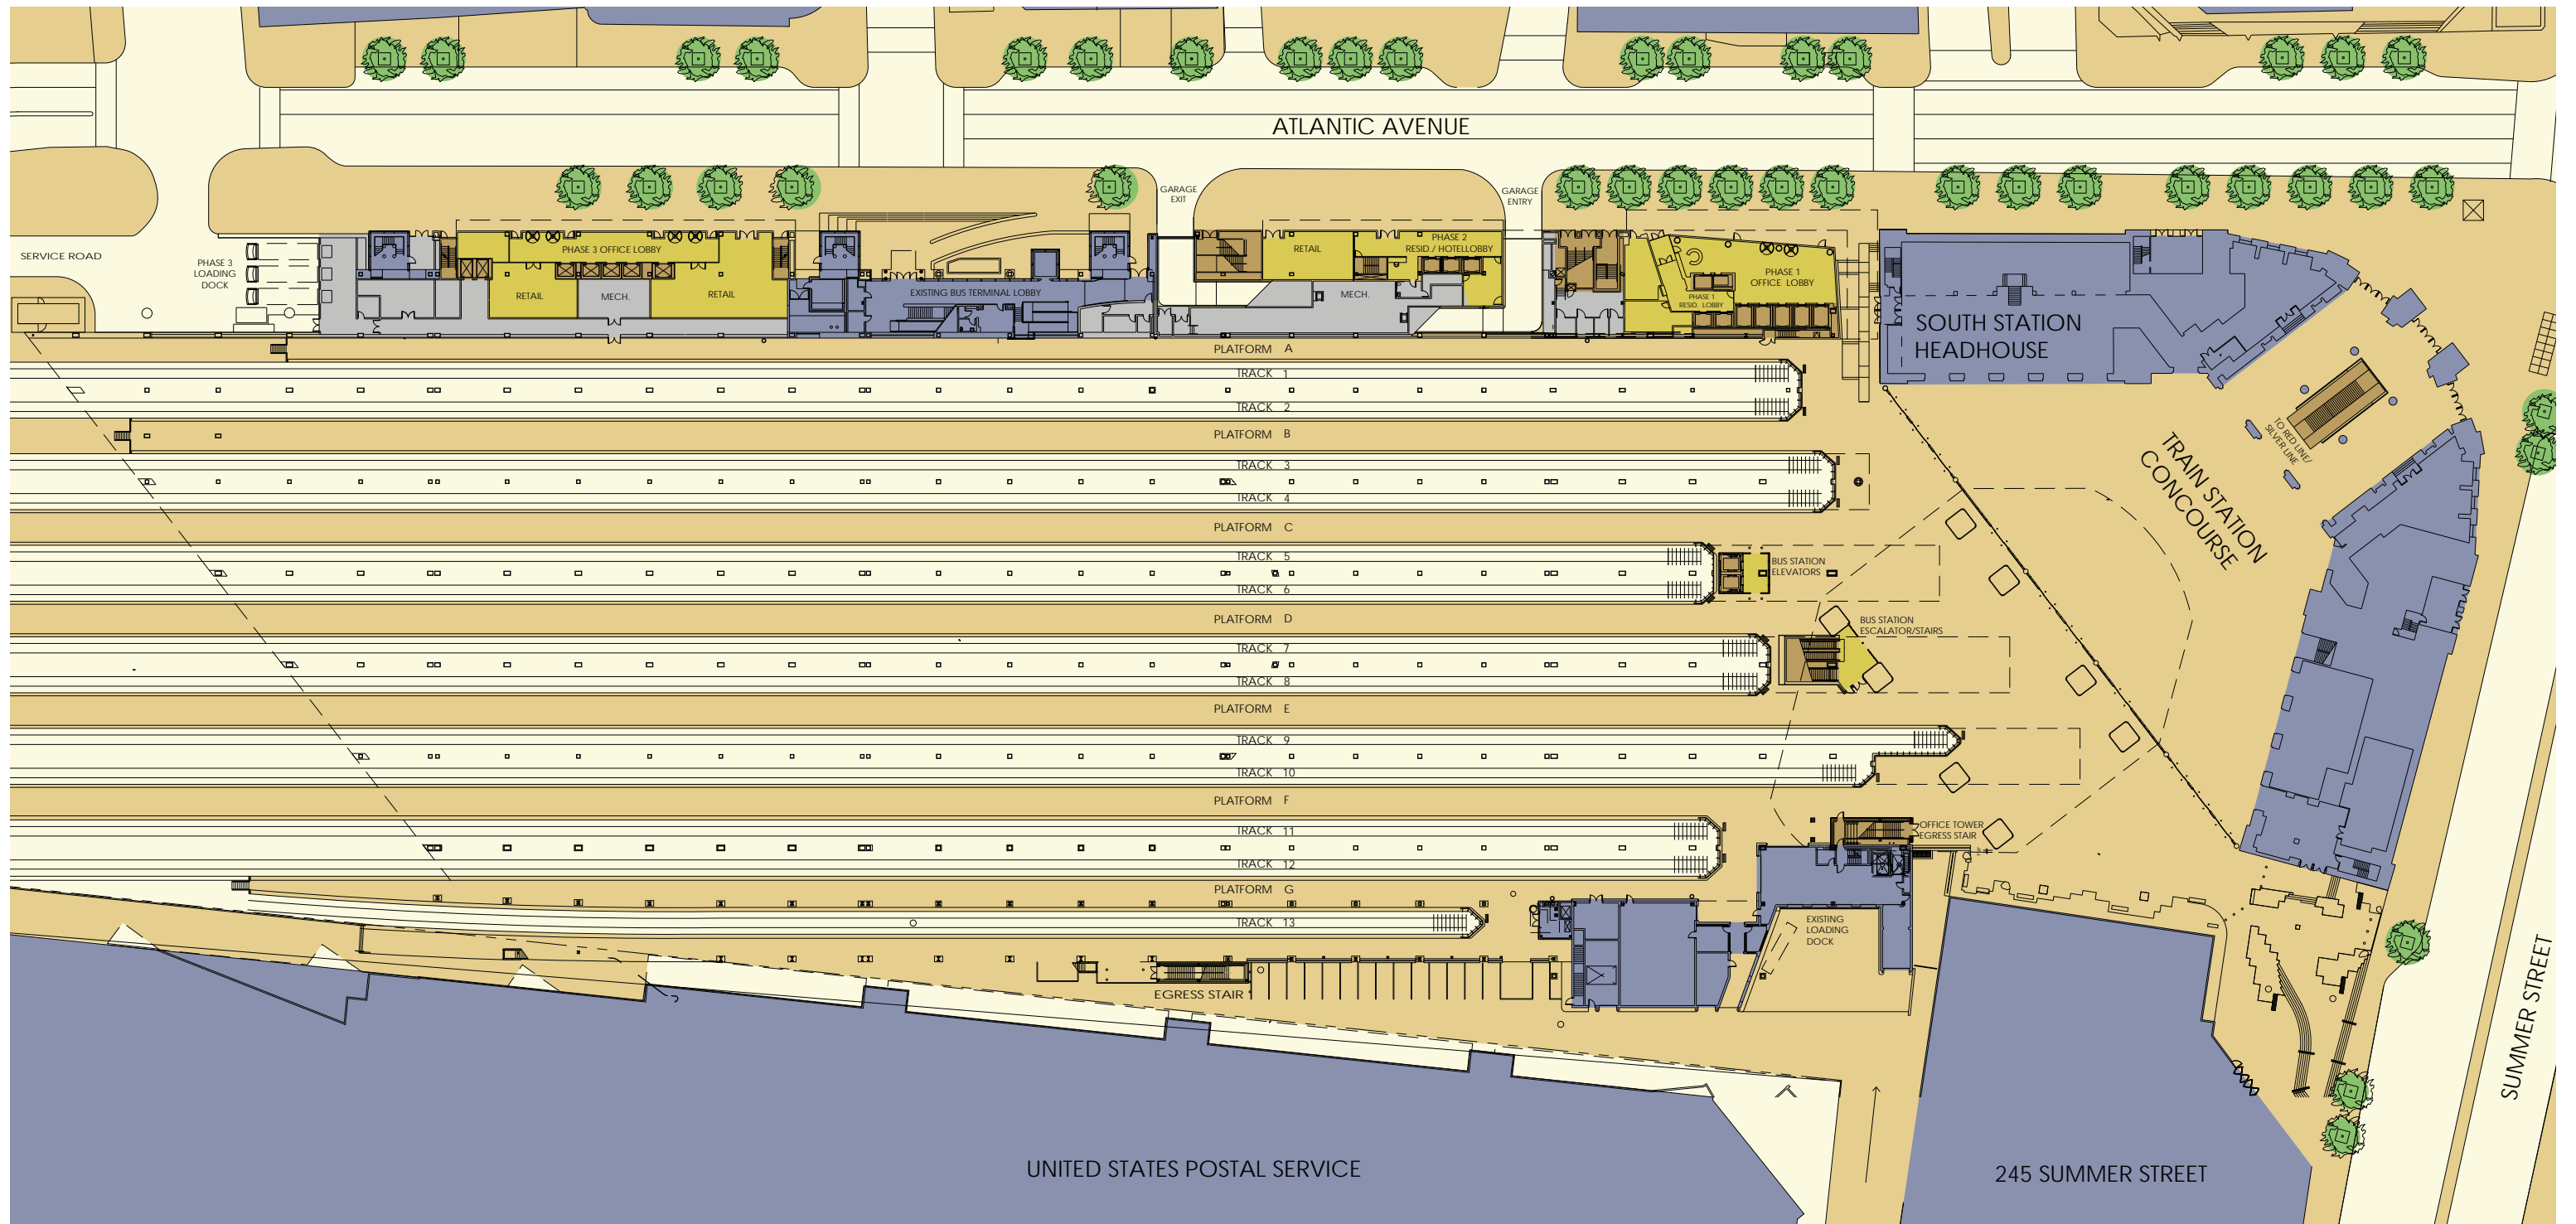 ATLANTIC AVENUE
GARAGE
EXIT
GARAGE
ENTRY
SERVICE ROAD
PHASE 3
LOADING
DOCK
PHASE 3 OFFICE LOBBY
RETAIL
MECH.
RETAIL
EXISTING BUS TERMINAL LOBBY
RETAIL
PHASE 2
RESID./ HOTELLOBBY
MECH.
PHASE 1
OFFICE LOBBY
PHASE 1
RESID. LOBBY
SOUTH STATION
HEADHOUSE
TO RED LINE/
SILVER LINE
TRAIN STATION
CONCOURSE
PLATFORM A
TRACK 1
TRACK 2
PLATFORM B
TRACK 3
TRACK 4
PLATFORM C
TRACK 5
TRACK 6
BUS STATION
ELEVATORS
PLATFORM D
BUS STATION
ESCALATOR/STAIRS
TRACK 7
TRACK 8
PLATFORM E
TRACK 9
TRACK 10
PLATFORM F
TRACK 11
TRACK 12
OFFICE TOWER
EGRESS STAIR
PLATFORM G
TRACK 13
EXISTING
LOADING
DOCK
EGRESS STAIR
SUMMER STREET
UNITED STATES POSTAL SERVICE
245 SUMMER STREET